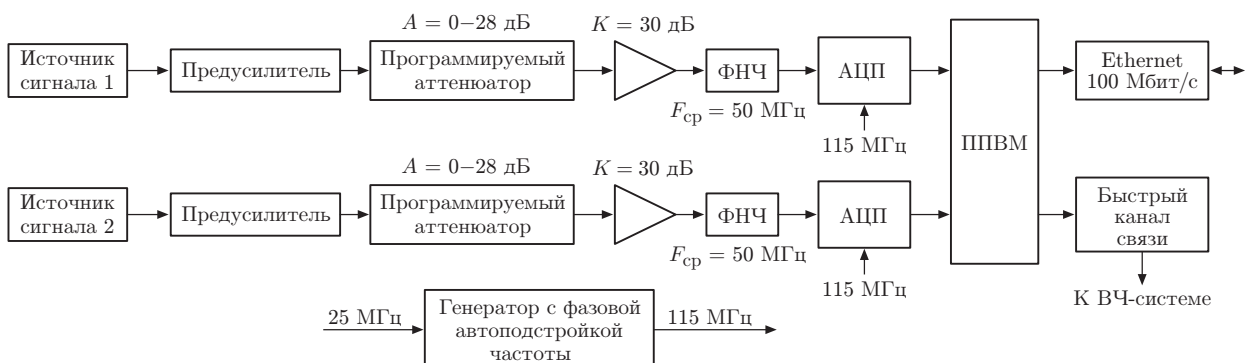 A = 0–28 дБ
K = 30 дБ
Источник
сигнала 1
Предусилитель
Программируемый
аттенюатор
ФНЧ
Fср = 50 МГц
АЦП
115 МГц
ППВМ
Ethernet
100 Мбит/с
A = 0–28 дБ
K = 30 дБ
Источник
сигнала 2
Предусилитель
Программируемый
аттенюатор
ФНЧ
Fср = 50 МГц
АЦП
115 МГц
Быстрый
канал
связи
К ВЧ-системе
25 МГц
Генератор с фазовой
автоподстройкой
частоты
115 МГц